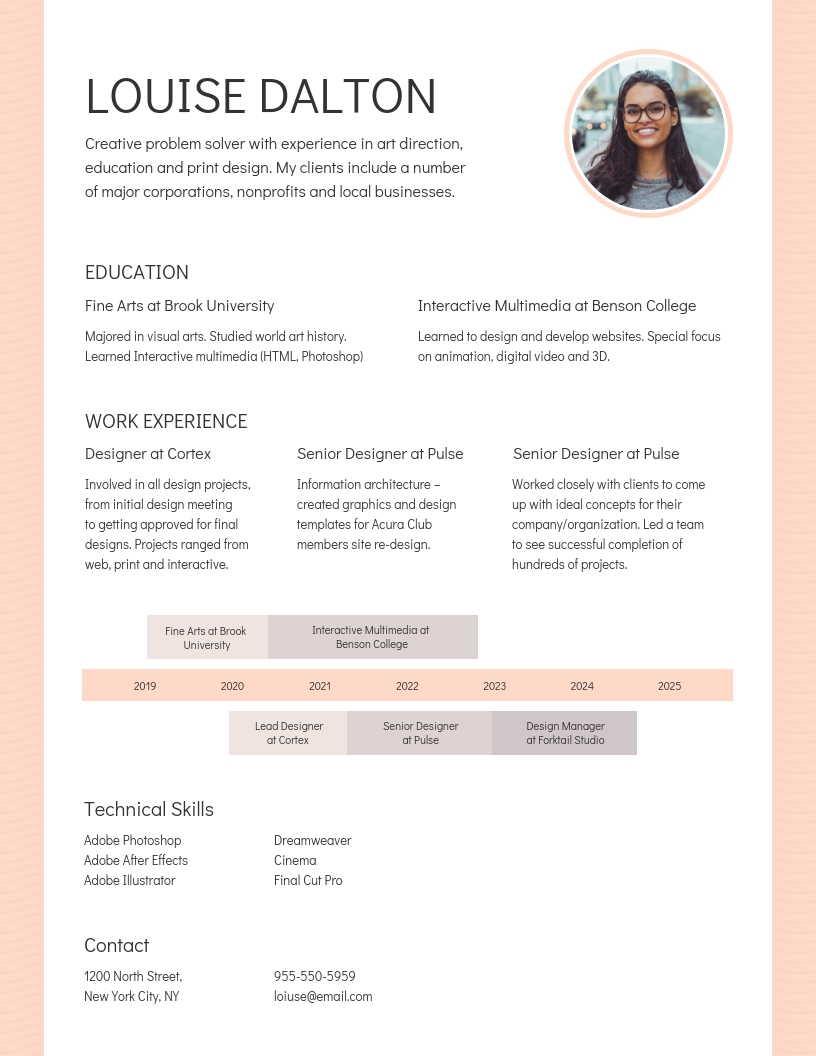 LOUISE DALTON
Creative problem solver with experience in art direction,
education and print design. My clients include a number
of major corporations, nonprofits and local businesses.
EDUCATION
Fine Arts at Brook University
Majored in visual arts. Studied world art history.
Learned Interactive multimedia (HTML, Photoshop)
Interactive Multimedia at Benson College
Learned to design and develop websites. Special focus
on animation, digital video and 3D.
WORK EXPERIENCE
Designer at Cortex
Involved in all design projects,
from initial design meeting
to getting approved for final
designs. Projects ranged from
web, print and interactive.
Senior Designer at Pulse
Information architecture –
created graphics and design
templates for Acura Club
members site re-design.
Senior Designer at Pulse
Worked closely with clients to come
up with ideal concepts for their
company/organization. Led a team
to see successful completion of
hundreds of projects.
Fine Arts at Brook
University
Interactive Multimedia at
Benson College
2019 2020 2021 2022 2023 2024 2025
Lead Designer
at Cortex
Senior Designer
at Pulse
Design Manager
at Forktail Studio
Technical Skills
Adobe Photoshop
Adobe After Effects
Adobe Illustrator
Dreamweaver
Cinema
Final Cut Pro
Contact
1200 North Street,
New York City, NY
955-550-5959
loiuse@email.com